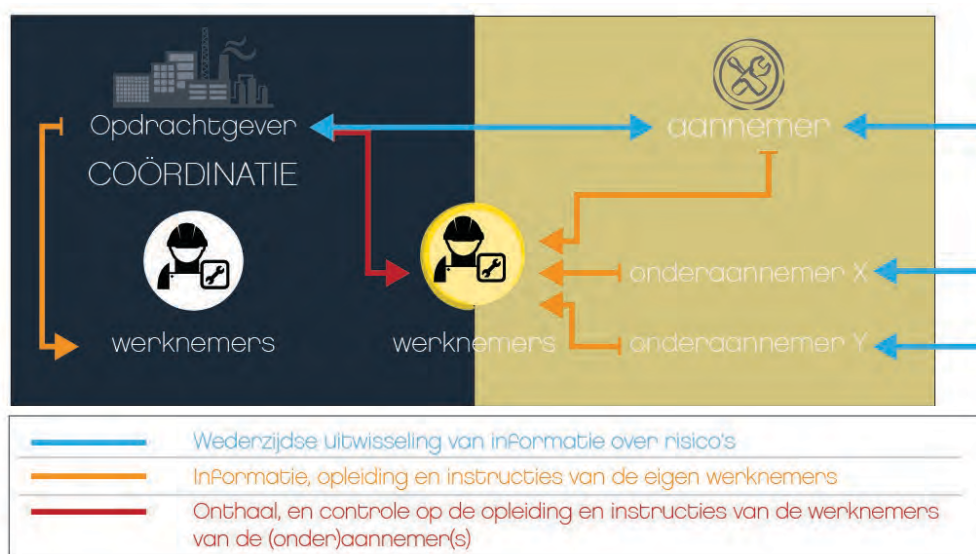 Opdrachtgever
aannemer
COÖRDINATIE
onderaannemer X
werknemers
werknemers
onderaannemer Y
Wederzijdse uitwisseling van informatie over risico's
Informatie, opleiding en instructies van de eigen werknemers
Onthaal, en controle op de opleiding en instructies van de werknemers
van de (onder)aannemer(s)